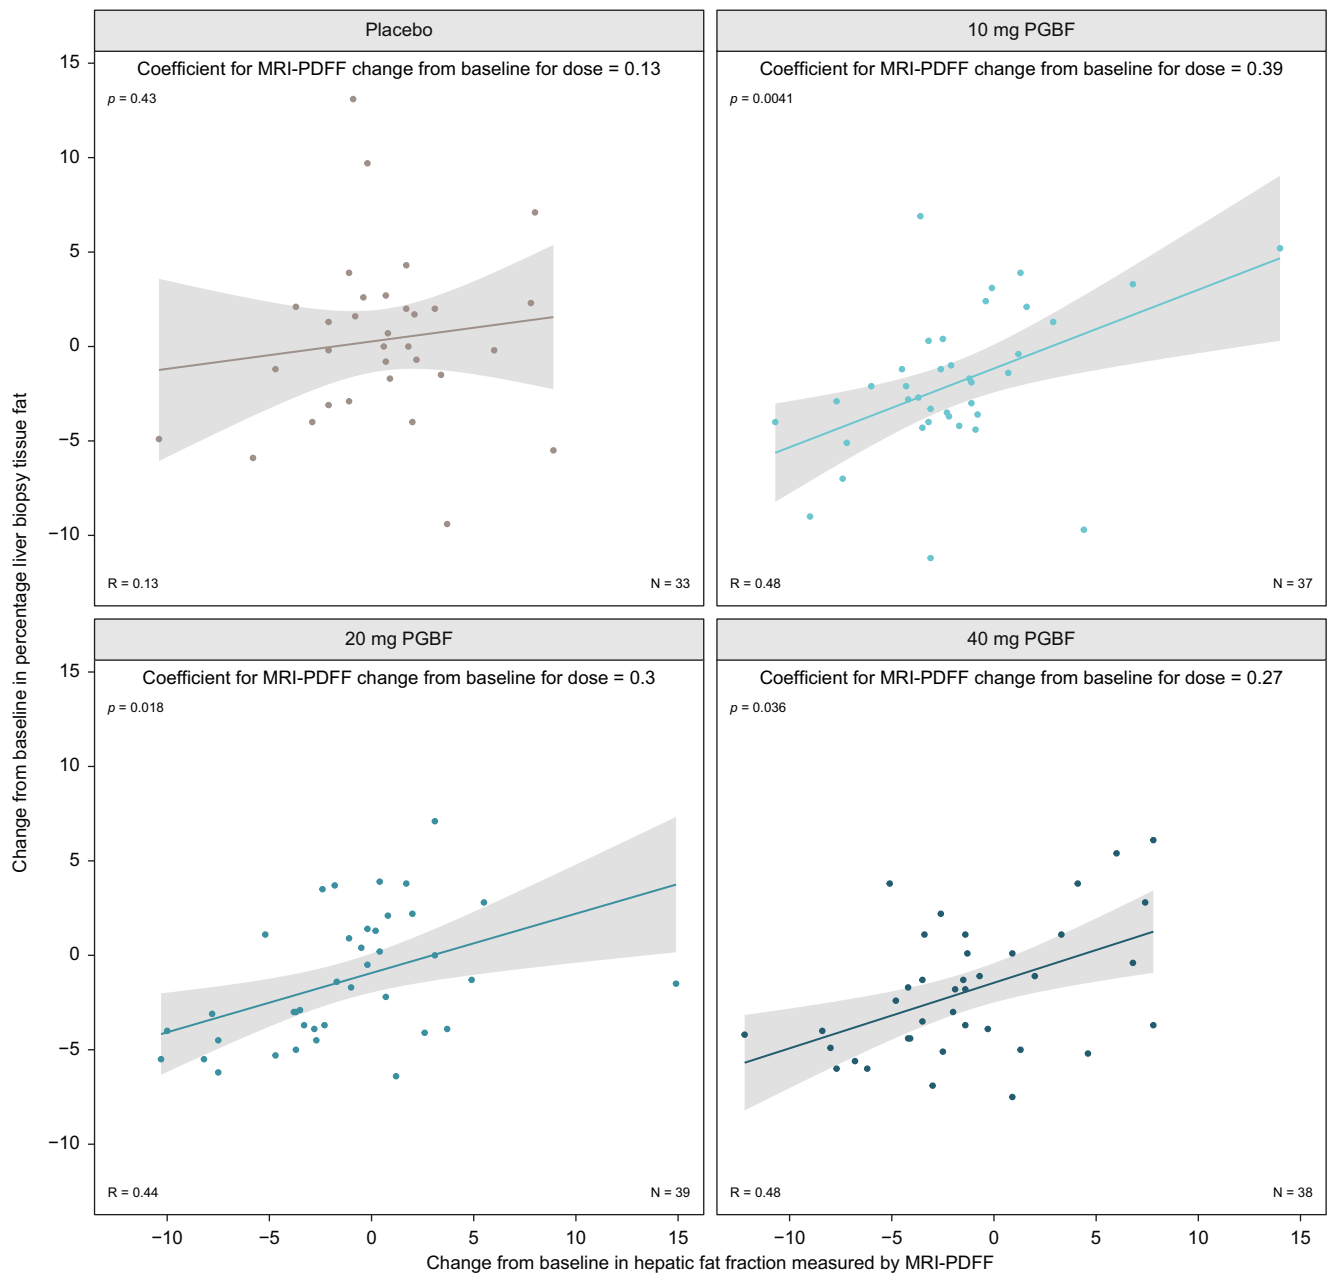 Placebo
10 mg PGBF
Coefficient for MRI-PDFF change from baseline for dose = 0.13
Coefficient for MRI-PDFF change from baseline for dose = 0.39
p = 0.43
p = 0.0041
15
10
5
0
−5
−10
R = 0.13
N = 33
R = 0.48
N = 37
20 mg PGBF
40 mg PGBF
Coefficient for MRI-PDFF change from baseline for dose = 0.3
Coefficient for MRI-PDFF change from baseline for dose = 0.27
p = 0.018
p = 0.036
15
10
5
0
−5
−10
R = 0.44
N = 39
R = 0.48
N = 38
−10 −5 0 5 10 15
−10 −5 0 5 10 15
Change from baseline in hepatic fat fraction measured by MRI-PDFF
Change from baseline in percentage liver biopsy tissue fat